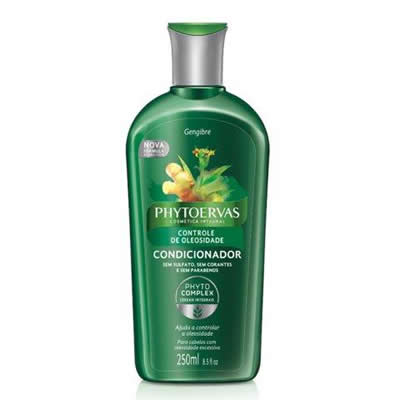 Gengibre
NOVA
FÓRMULA
PHYTOERVAS
COSMÉTICA INTEGRAL
CONTROLE
DE OLEOSIDADE
CONDICIONADOR
SEM SULFATO, SEM CORANTES
E SEM PARABENOS
PHYTO
COMPLEX
Ajuda a controlar
a oleosidade
Para cabelos com
oleosidade excessiva
250ml 8.5 fl oz